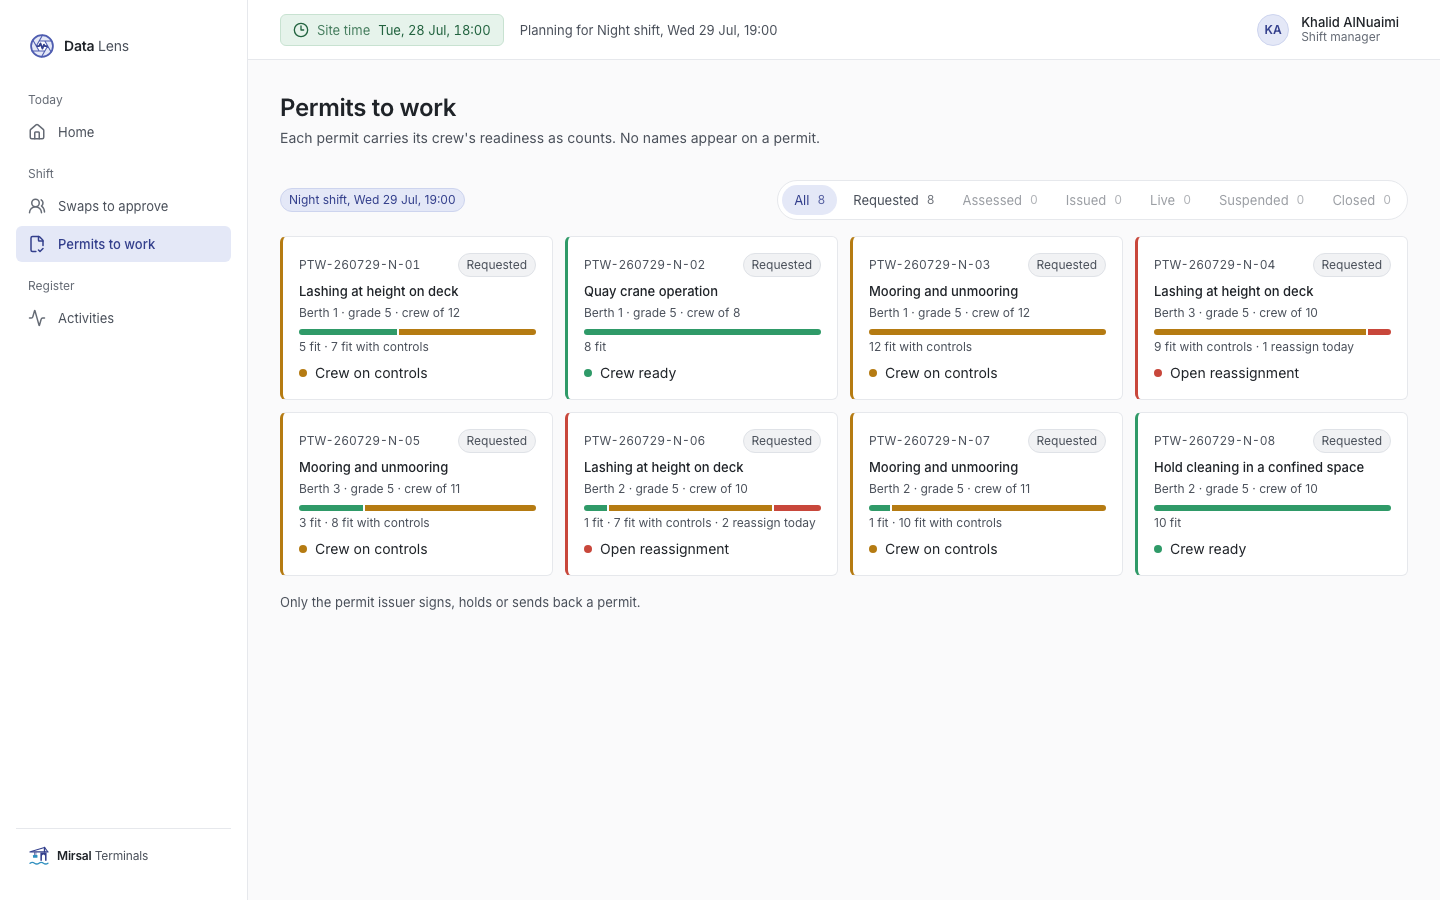 Data Lens
Today
Home
Shift
Swaps to approve
Permits to work
Register
Activities
Mirsal Terminals
Site time Tue, 28 Jul, 18:00
Planning for Night shift, Wed 29 Jul, 19:00
KA
Khalid AlNuaimi
Shift manager
Permits to work
Each permit carries its crew's readiness as counts. No names appear on a permit.
Night shift, Wed 29 Jul, 19:00
All 8 Requested 8 Assessed 0 Issued 0 Live 0 Suspended 0 Closed 0
PTW-260729-N-01 Requested
Lashing at height on deck
Berth 1 · grade 5 · crew of 12
5 fit · 7 fit with controls
Crew on controls
PTW-260729-N-02 Requested
Quay crane operation
Berth 1 · grade 5 · crew of 8
8 fit
Crew ready
PTW-260729-N-03 Requested
Mooring and unmooring
Berth 1 · grade 5 · crew of 12
12 fit with controls
Crew on controls
PTW-260729-N-04 Requested
Lashing at height on deck
Berth 3 · grade 5 · crew of 10
9 fit with controls · 1 reassign today
Open reassignment
PTW-260729-N-05 Requested
Mooring and unmooring
Berth 3 · grade 5 · crew of 11
3 fit · 8 fit with controls
Crew on controls
PTW-260729-N-06 Requested
Lashing at height on deck
Berth 2 · grade 5 · crew of 10
1 fit · 7 fit with controls · 2 reassign today
Open reassignment
PTW-260729-N-07 Requested
Mooring and unmooring
Berth 2 · grade 5 · crew of 11
1 fit · 10 fit with controls
Crew on controls
PTW-260729-N-08 Requested
Hold cleaning in a confined space
Berth 2 · grade 5 · crew of 10
10 fit
Crew ready
Only the permit issuer signs, holds or sends back a permit.